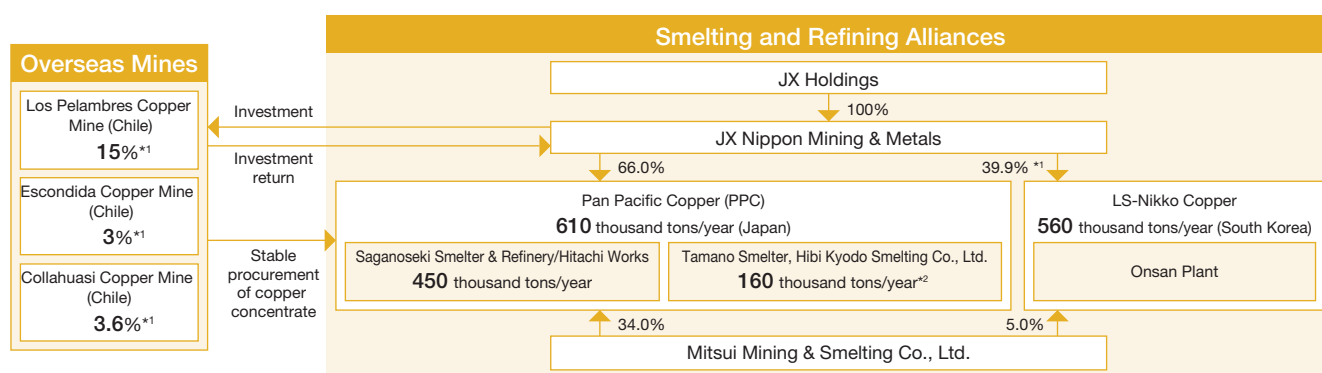 Overseas Mines
Los Pelambres Copper
Mine (Chile)
15%*1
Escondida Copper Mine
(Chile)
3%*1
Collahuasi Copper Mine
(Chile)
3.6%*1
Investment
Investment
return
Stable
procurement
of copper
concentrate
Smelting and Refining Alliances
JX Holdings
100%
JX Nippon Mining & Metals
66.0%
39.9% *1
Pan Pacific Copper (PPC)
610 thousand tons/year (Japan)
Saganoseki Smelter & Refinery/Hitachi Works
450 thousand tons/year
Tamano Smelter, Hibi Kyodo Smelting Co., Ltd.
160 thousand tons/year*2
LS-Nikko Copper
560 thousand tons/year (South Korea)
Onsan Plant
34.0%
5.0%
Mitsui Mining & Smelting Co., Ltd.